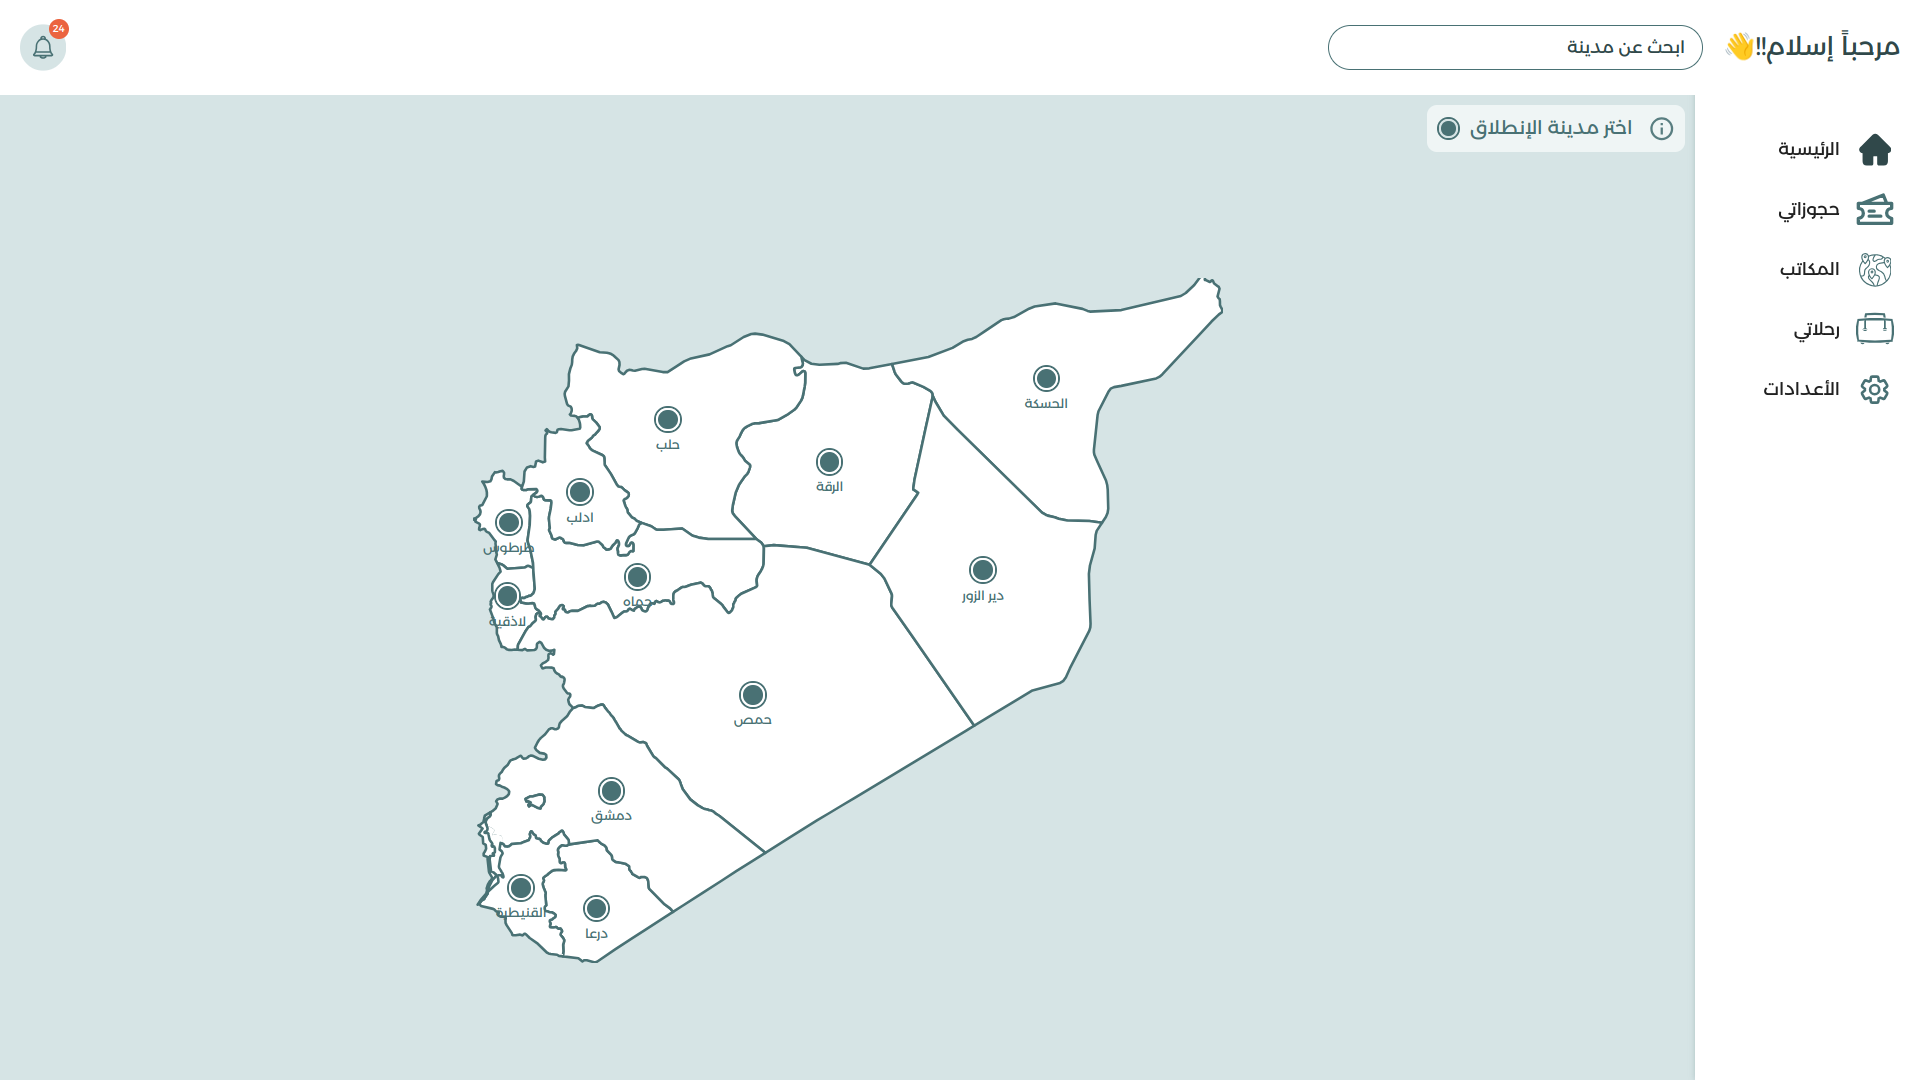 مرحباً إسلام!!👋
ابحث عن مدينة
24
اختر مدينة الإنطلاق
الرئيسية
حجوزاتي
المكاتب
رحلاتي
الأعدادات
الحسكة
حلب
الرقة
ادلب
طرطوس
حماه
دير الزور
لاذقية
حمص
دمشق
القنيطرة
درعا